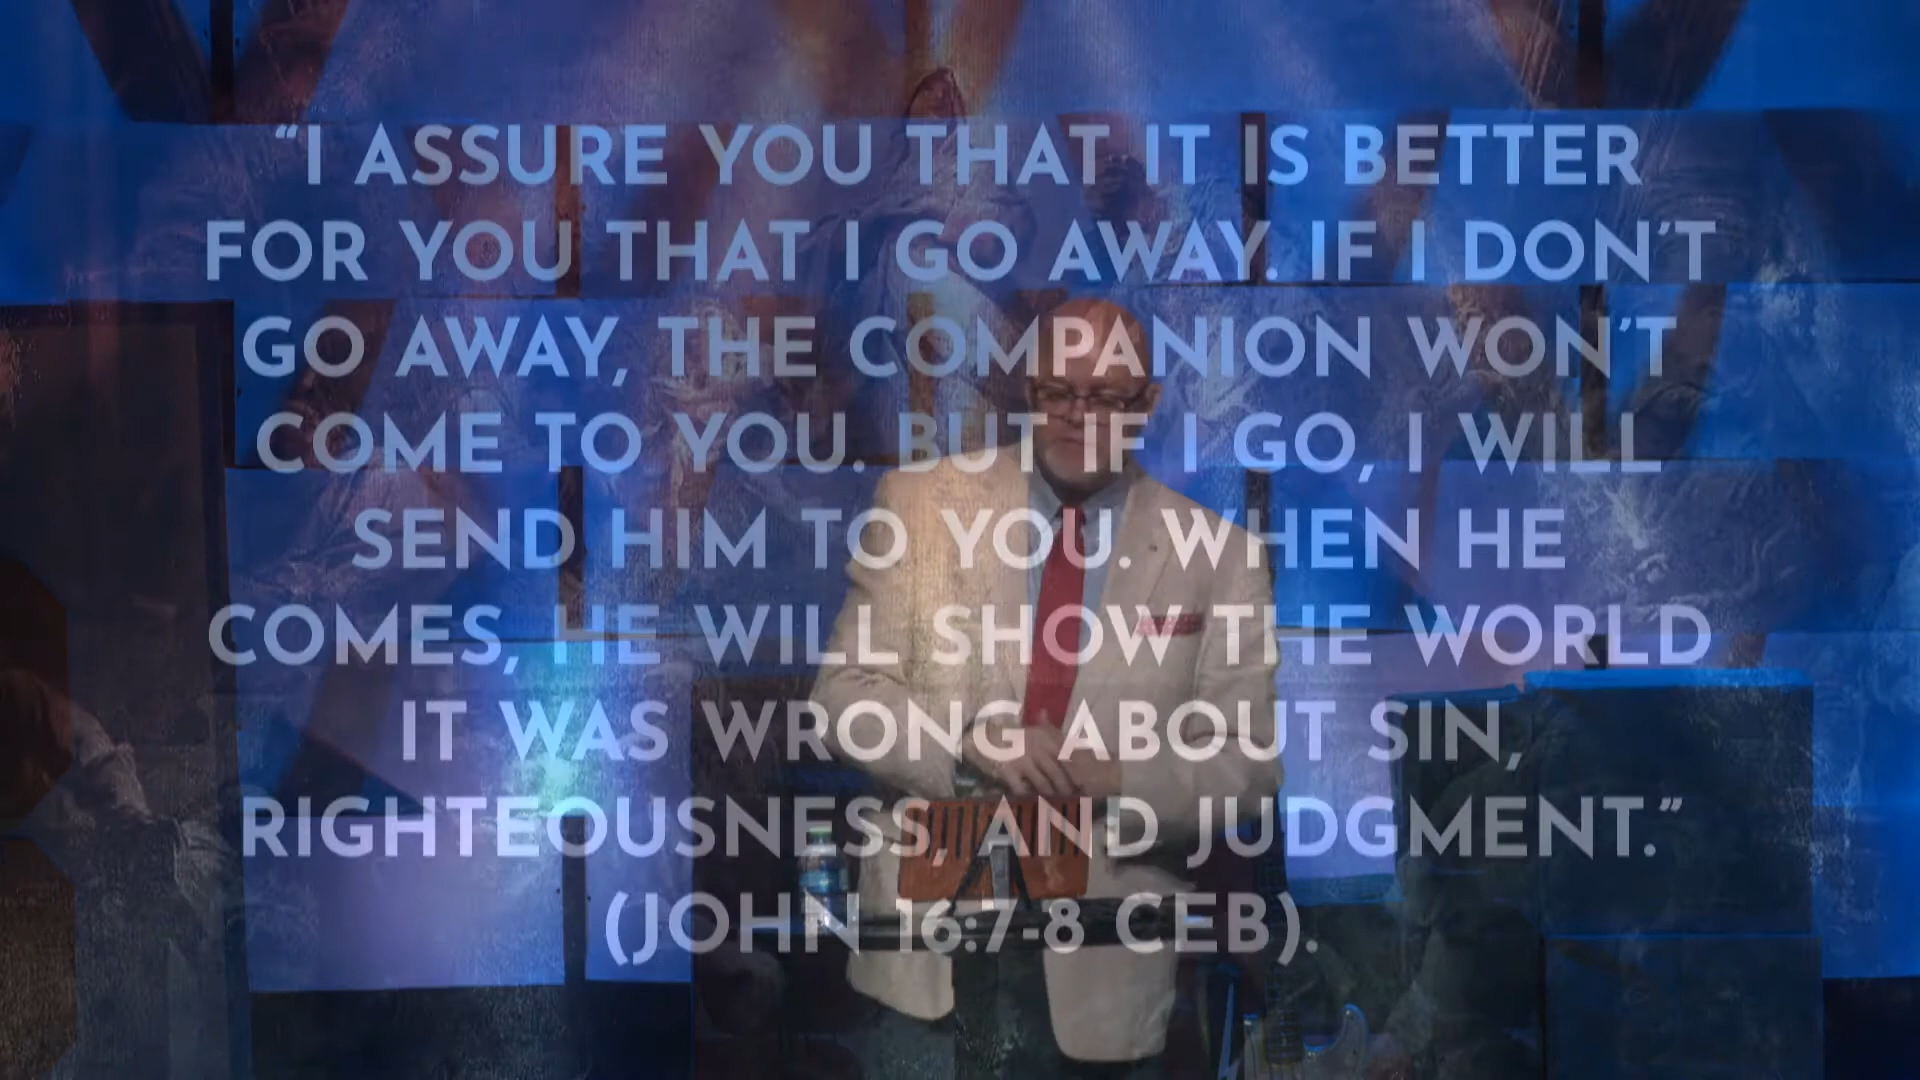 “I ASSURE YOU THAT IT IS BETTER
FOR YOU THAT I GO AWAY. IF I DON’T
GO AWAY, THE COMPANION WON’T
COME TO YOU. BUT IF I GO, I WILL
SEND HIM TO YOU. WHEN HE
COMES, HE WILL SHOW THE WORLD
IT WAS WRONG ABOUT SIN,
RIGHTEOUSNESS, AND JUDGMENT.”
(JOHN 16:7-8 CEB).